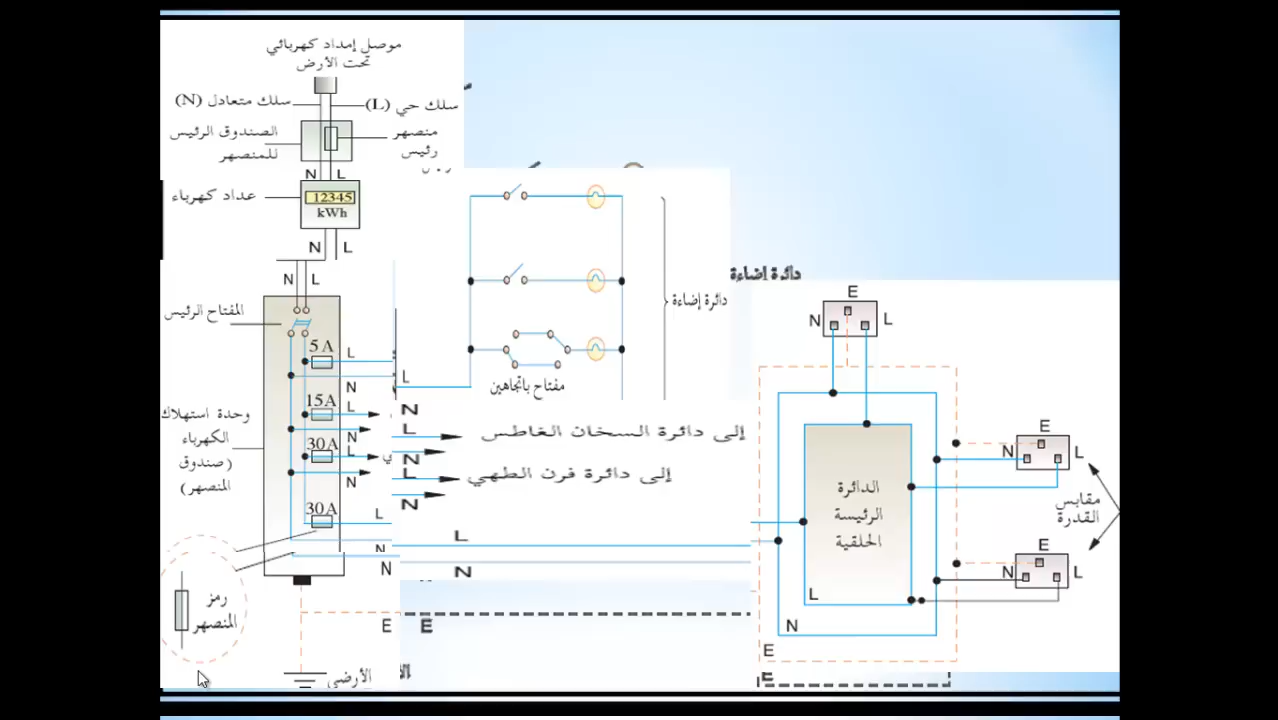 موصل إمداد كهربائي
تحت الأرض
سلك متعادل (N)
سلك حي (L)
الصندوق الرئيس
للمنصهر
منصهر
رئيس
N L
عداد كهرباء
12345
kWh
N L
N L
المفتاح الرئيس
5 A
L
N
15A
L
N
30A
L
N
30A
L
N
N
وحدة استهلاك
الكهرباء
(صندوق
المنصهر)
رمز
المنصهر
E
E
الأرضي
دائرة إضاءة
دائرة إضاءة
مفتاح باتجاهين
L
N
L
إلى دائرة السخان الغاطس
N
L
إلى دائرة فرن الطهي
N
L
N
E
N L
الدائرة
الرئيسة
الحلقية
L
N
E
E
E
N L
مقابس
القدرة
E
N L